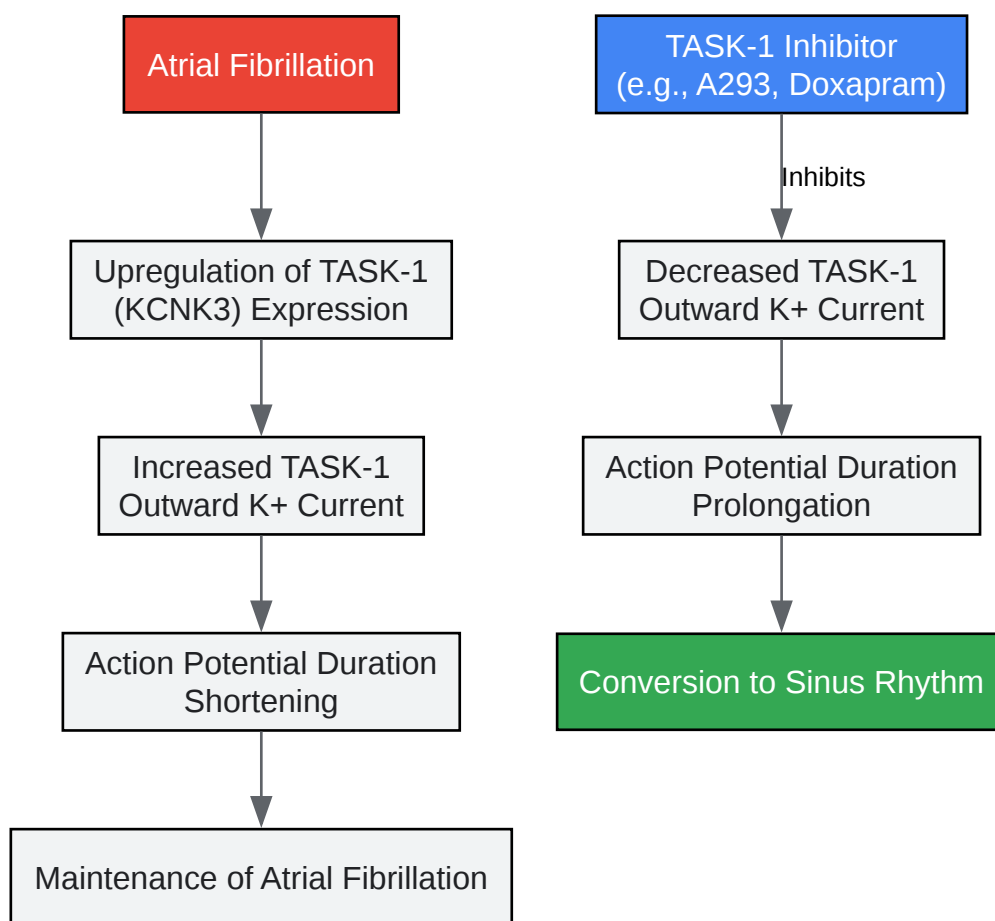 Atrial Fibrillation
Upregulation of TASK-1
(KCNK3) Expression
Increased TASK-1
Outward K+ Current
Action Potential Duration
Shortening
Maintenance of Atrial Fibrillation
TASK-1 Inhibitor
(e.g., A293, Doxapram)
Inhibits
Decreased TASK-1
Outward K+ Current
Action Potential Duration
Prolongation
Conversion to Sinus Rhythm